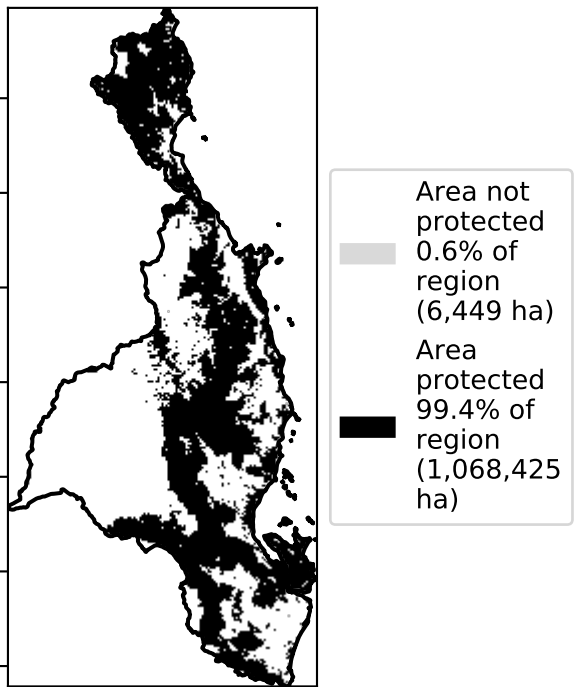 Area not
protected
0.6% of
region
(6,449 ha)
Area
protected
99.4% of
region
(1,068,425
ha)